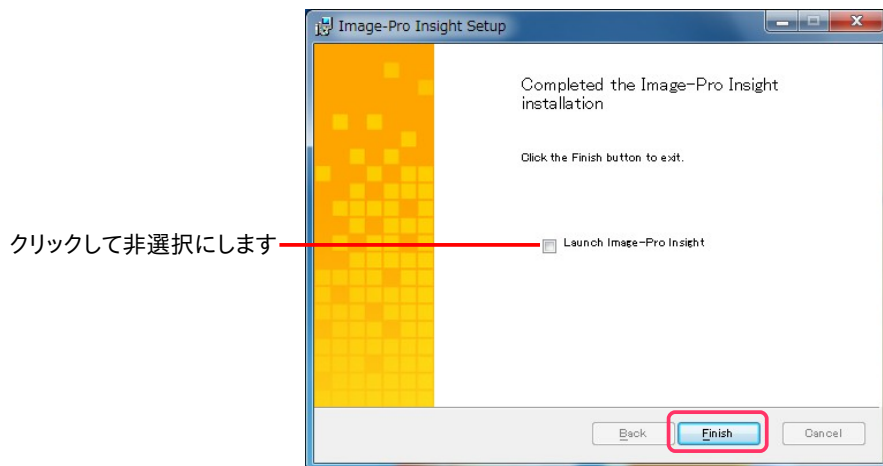 Image-Pro Insight Setup
Completed the Image-Pro Insight
installation
Click the Finish button to exit.
クリックして非選択にします
Launch Image-Pro Insight
Back
Finish
Cancel